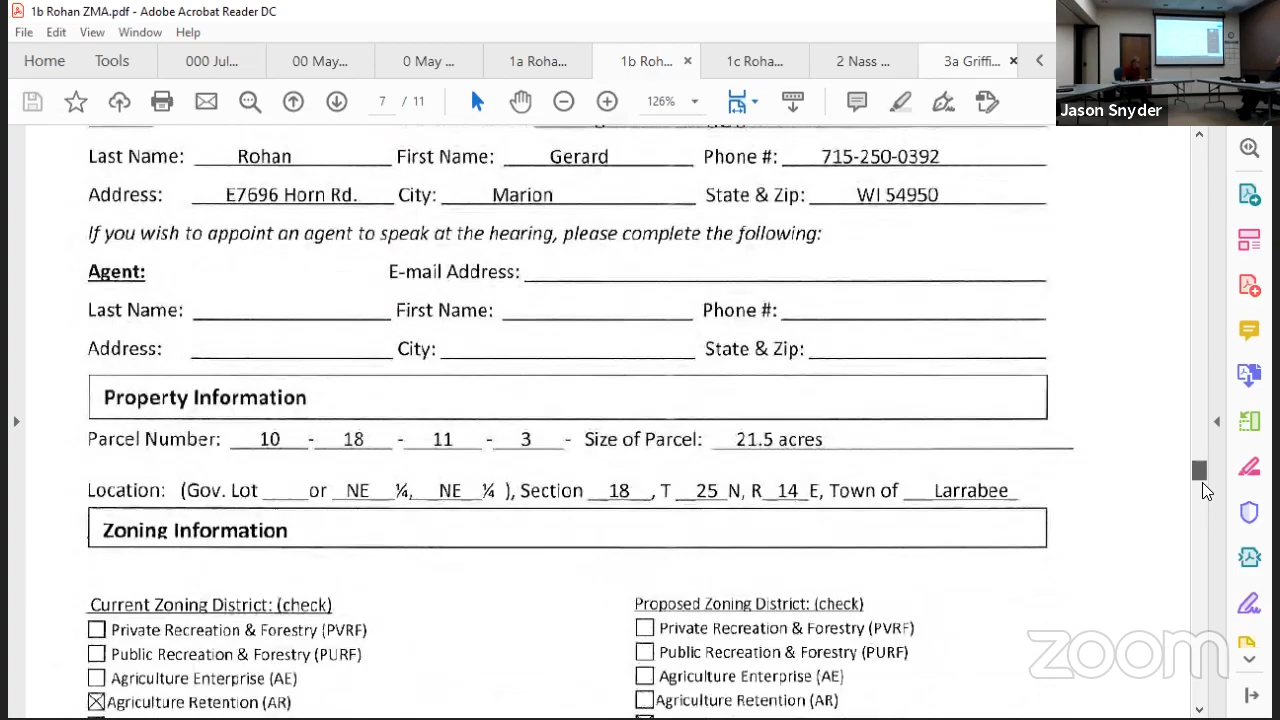 1b Rohan ZMA.pdf - Adobe Acrobat Reader DC
File Edit View Window Help
Home Tools 000 Jul... 00 May... 0 May ... 1a Roha... 1b Roh... × 1c Roha... 2 Nass ... 3a Griffi... ×
7 / 11 126%
Jason Snyder
Last Name: Rohan First Name: Gerard Phone #: 715-250-0392
Address: E7696 Horn Rd. City: Marion State & Zip: WI 54950
If you wish to appoint an agent to speak at the hearing, please complete the following:
Agent: E-mail Address:
Last Name: First Name: Phone #:
Address: City: State & Zip:
Property Information
Parcel Number: 10 - 18 - 11 - 3 - Size of Parcel: 21.5 acres
Location: (Gov. Lot ____ or NE ¼, NE ¼ ), Section 18 , T 25 N, R 14 E, Town of Larrabee
Zoning Information
Current Zoning District: (check) Proposed Zoning District: (check)
Private Recreation & Forestry (PVRF) Private Recreation & Forestry (PVRF)
Public Recreation & Forestry (PURF) Public Recreation & Forestry (PURF)
Agriculture Enterprise (AE) Agriculture Enterprise (AE)
Agriculture Retention (AR) Agriculture Retention (AR)
zoom